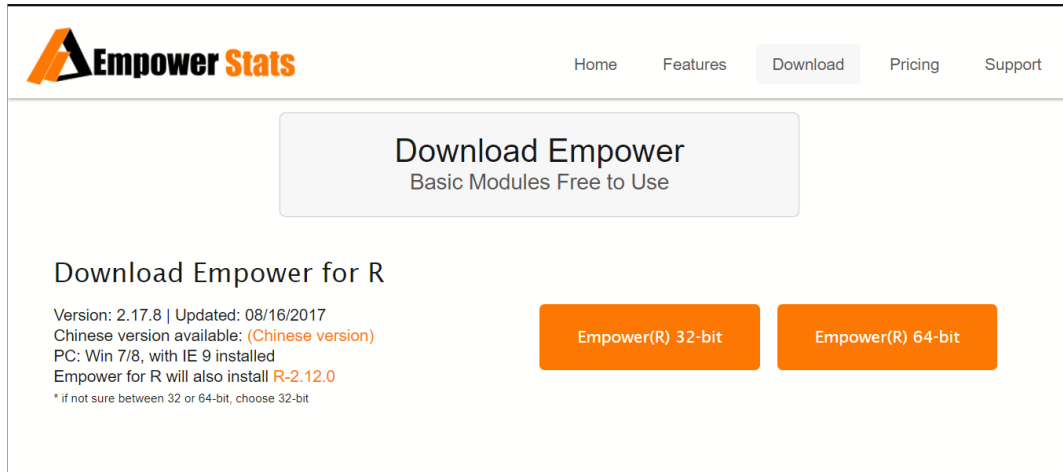 Empower Stats
Home Features Download Pricing Support
Download Empower
Basic Modules Free to Use
Download Empower for R
Version: 2.17.8 | Updated: 08/16/2017
Chinese version available: (Chinese version)
PC: Win 7/8, with IE 9 installed
Empower for R will also install R-2.12.0
* if not sure between 32 or 64-bit, choose 32-bit
Empower(R) 32-bit
Empower(R) 64-bit